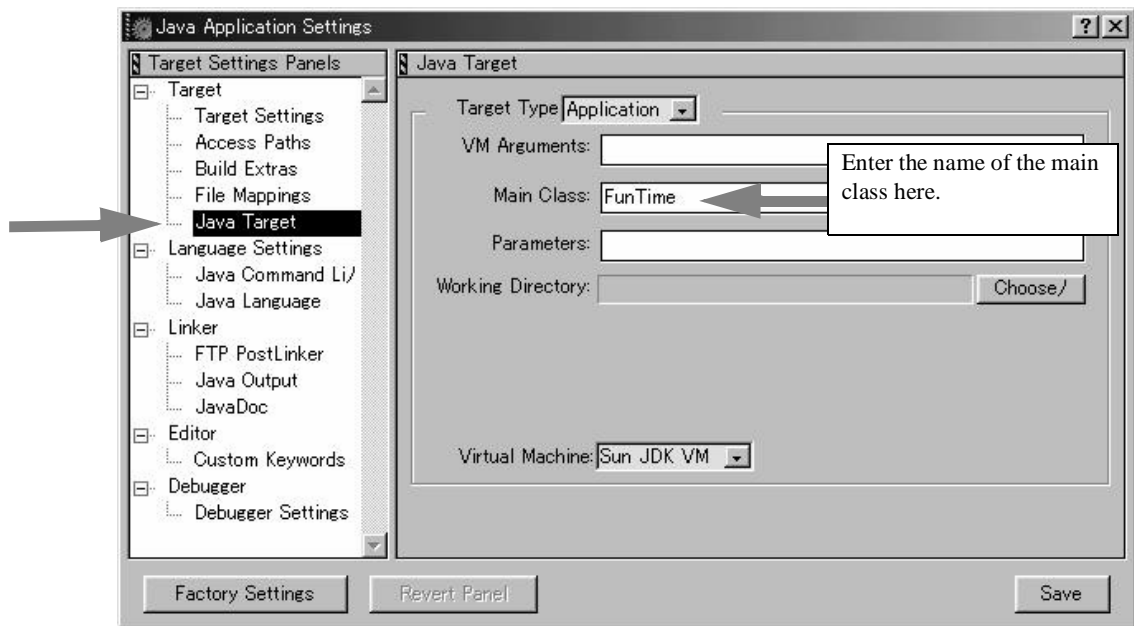 Java Application Settings
Target Settings Panels
Target
Target Settings
Access Paths
Build Extras
File Mappings
Java Target
Language Settings
Java Command Li/
Java Language
Linker
FTP PostLinker
Java Output
JavaDoc
Editor
Custom Keywords
Debugger
Debugger Settings
Java Target
Target Type Application
VM Arguments:
Main Class: FunTime
Enter the name of the main
class here.
Parameters:
Working Directory: Choose/
Virtual Machine: Sun JDK VM
Factory Settings Revert Panel Save